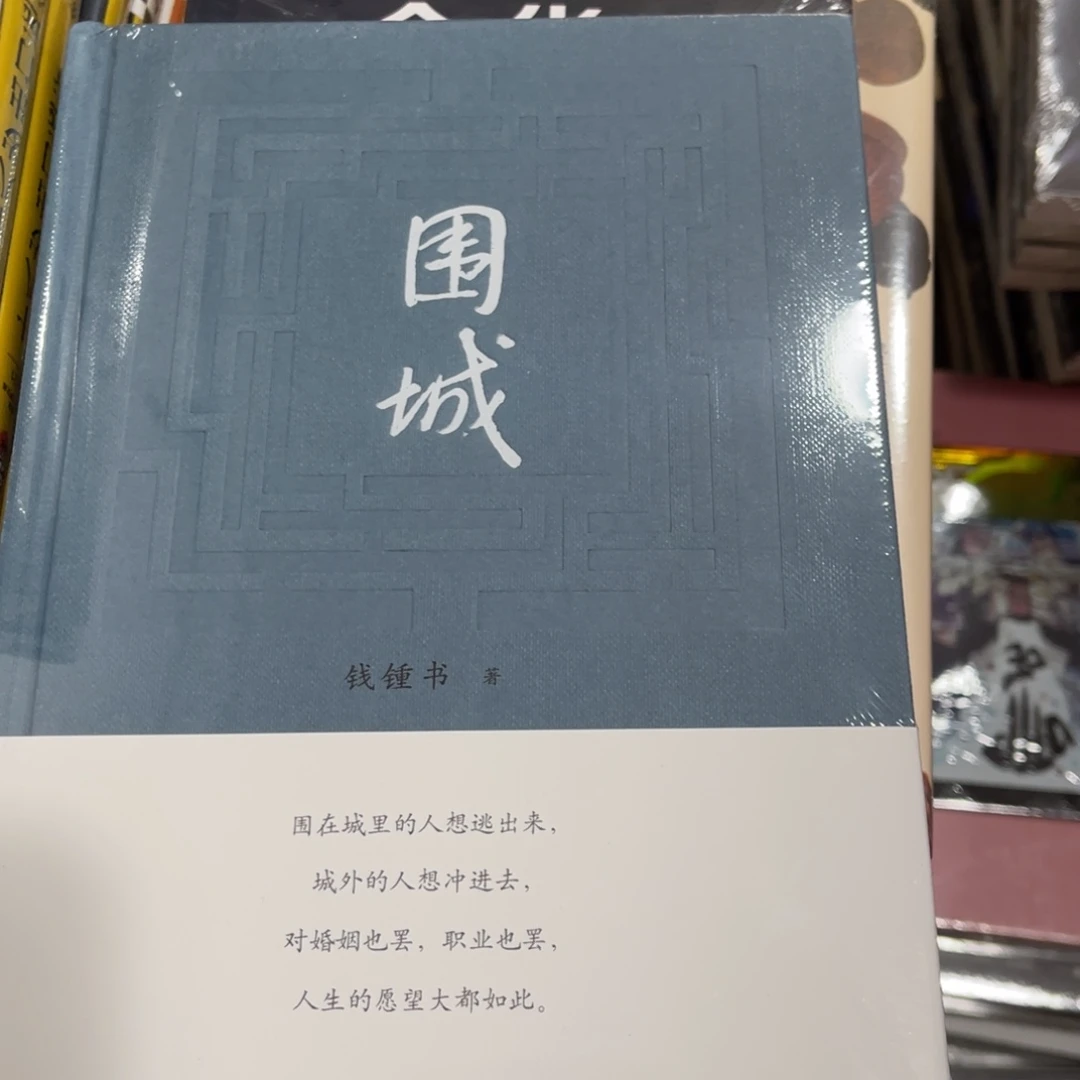 围
城
钱锺书 著
围在城里的人想逃出来，
城外的人想冲进去，
对婚姻也罢，职业也罢，
人生的愿望大都如此。